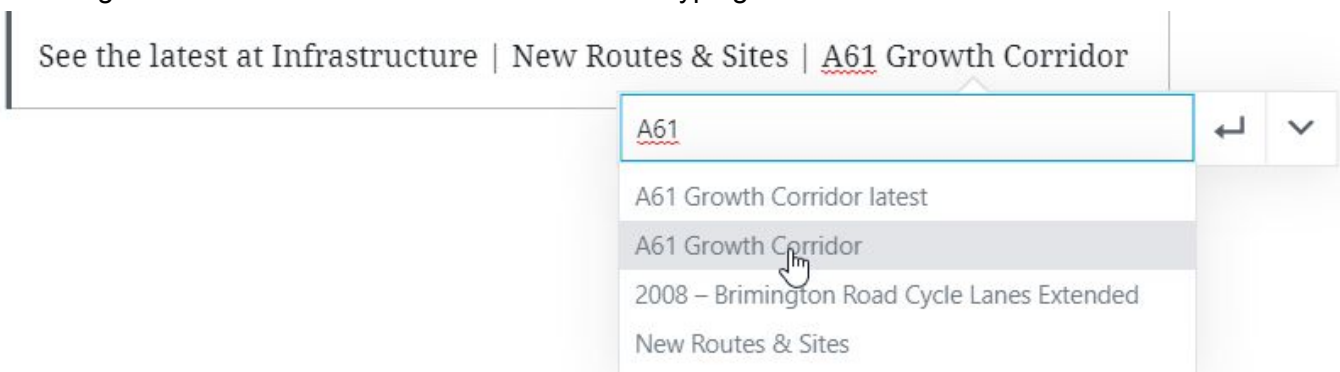 See the latest at Infrastructure | New Routes & Sites | A61 Growth Corridor
A61
A61 Growth Corridor latest
A61 Growth Corridor
2008 – Brimington Road Cycle Lanes Extended
New Routes & Sites